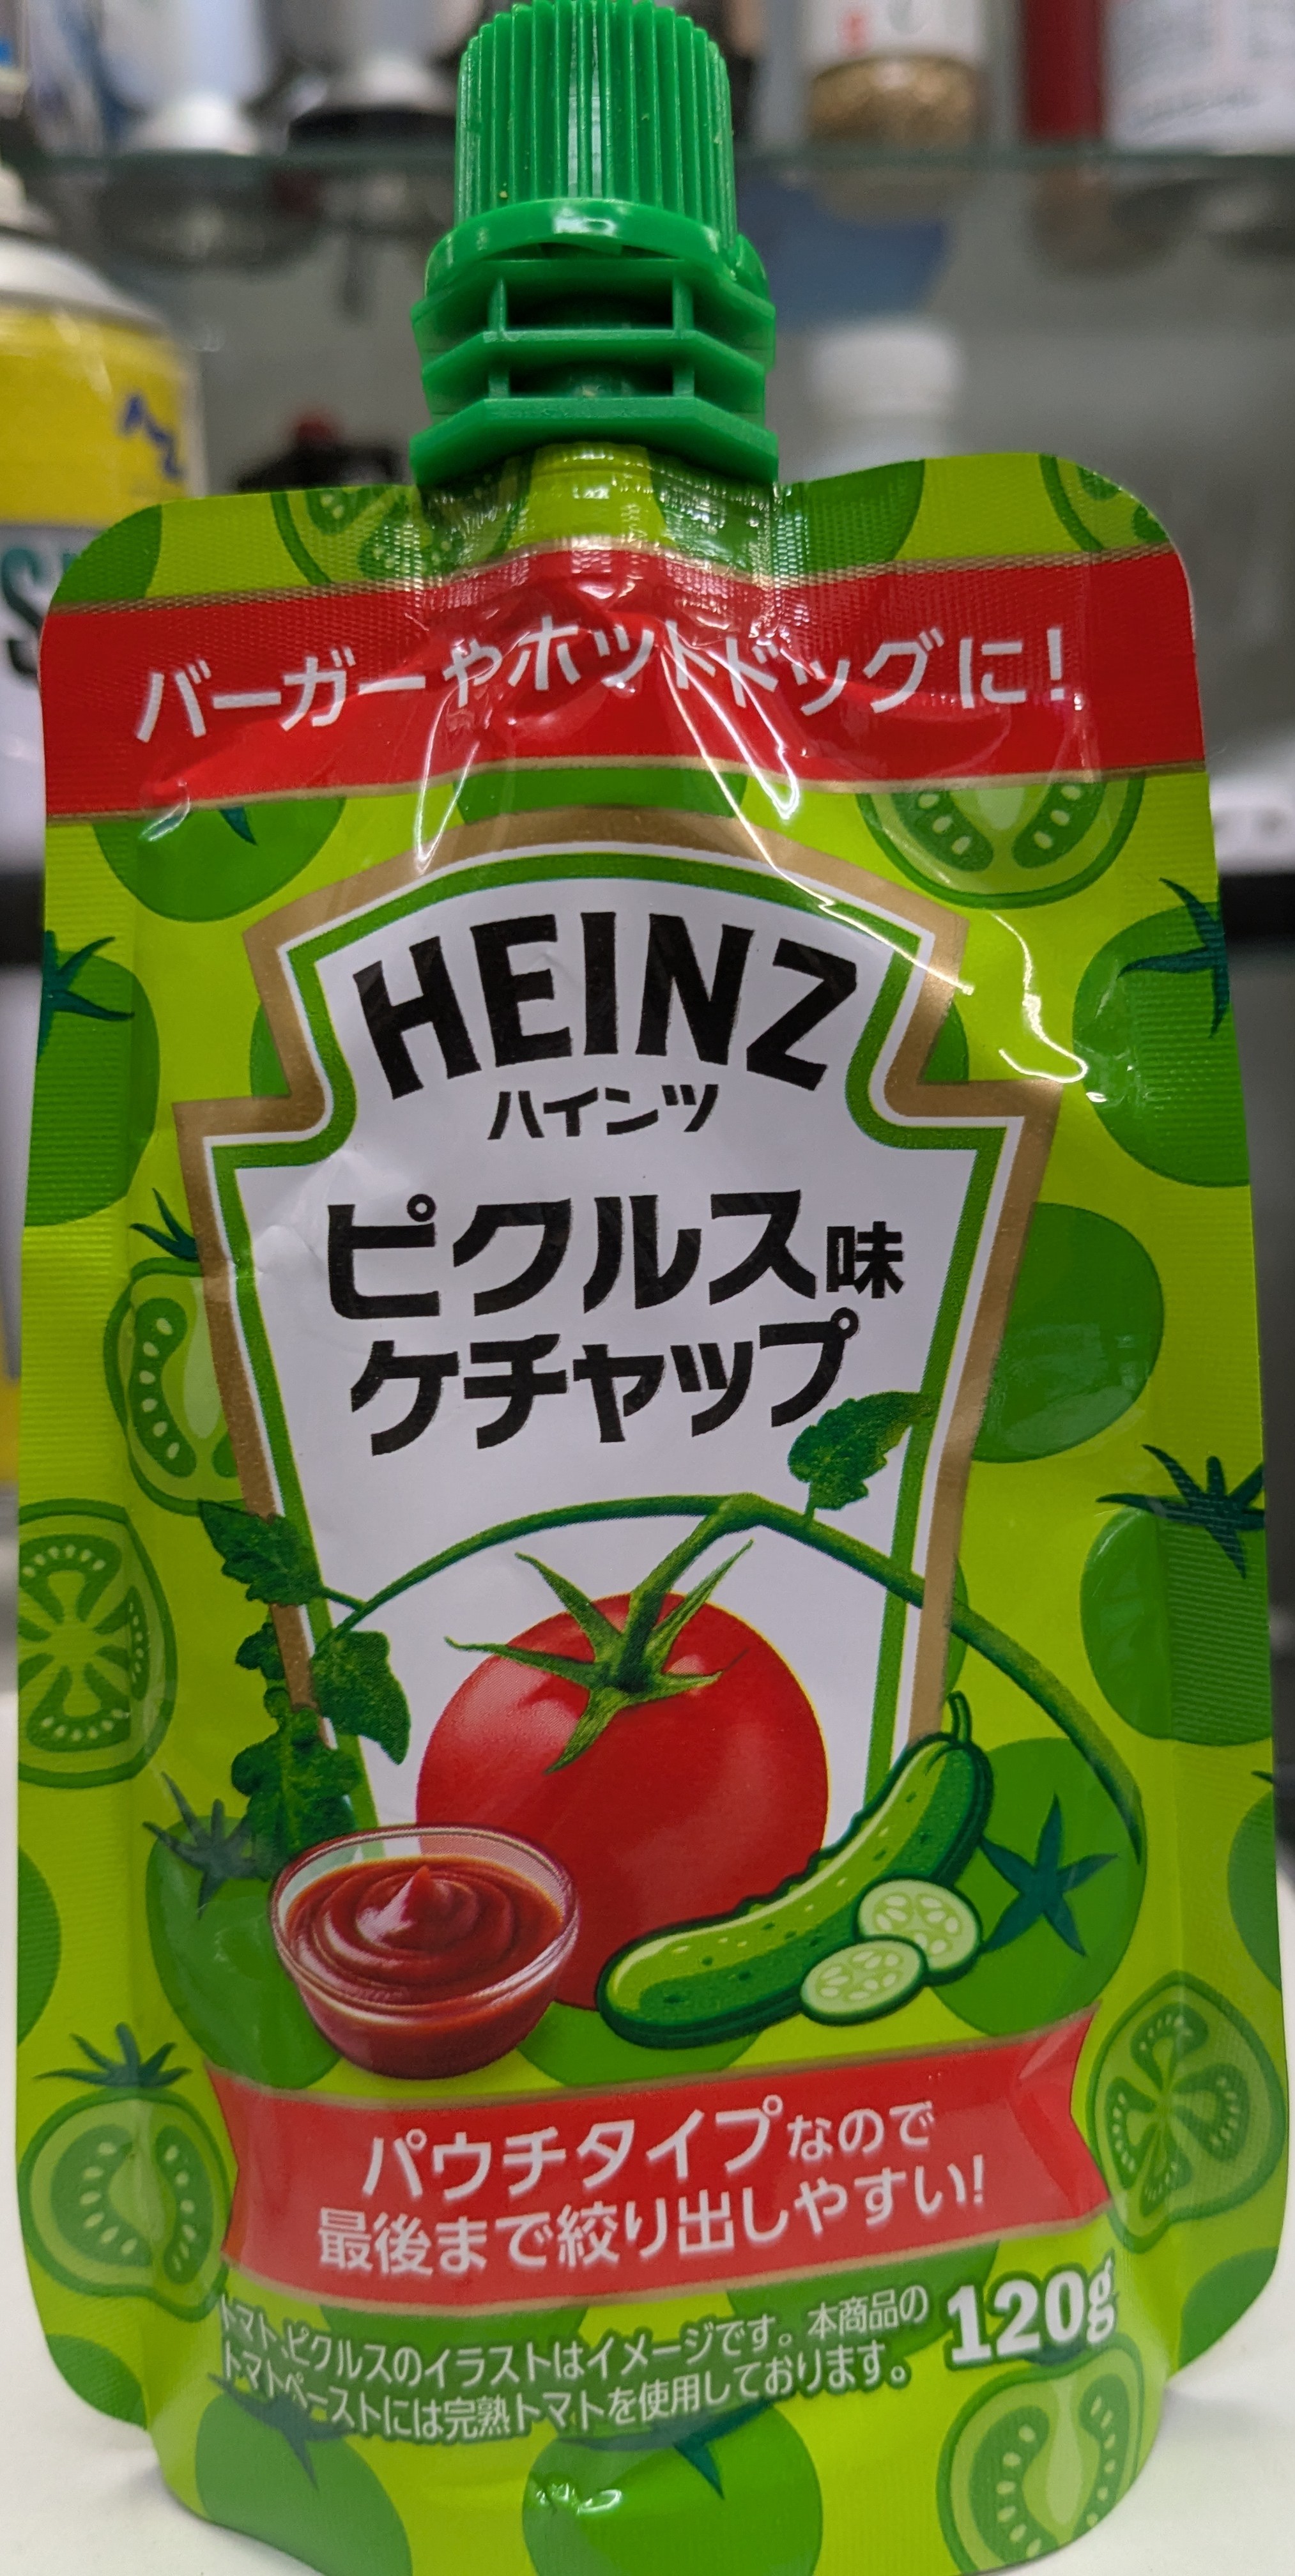 バーガーやホットドッグに!
HEINZ
ハインツ
ピクルス味
ケチャップ
パウチタイプなので
最後まで絞り出しやすい!
トマト、ピクルスのイラストはイメージです。本商品の
トマトペーストには完熟トマトを使用しております。
120g